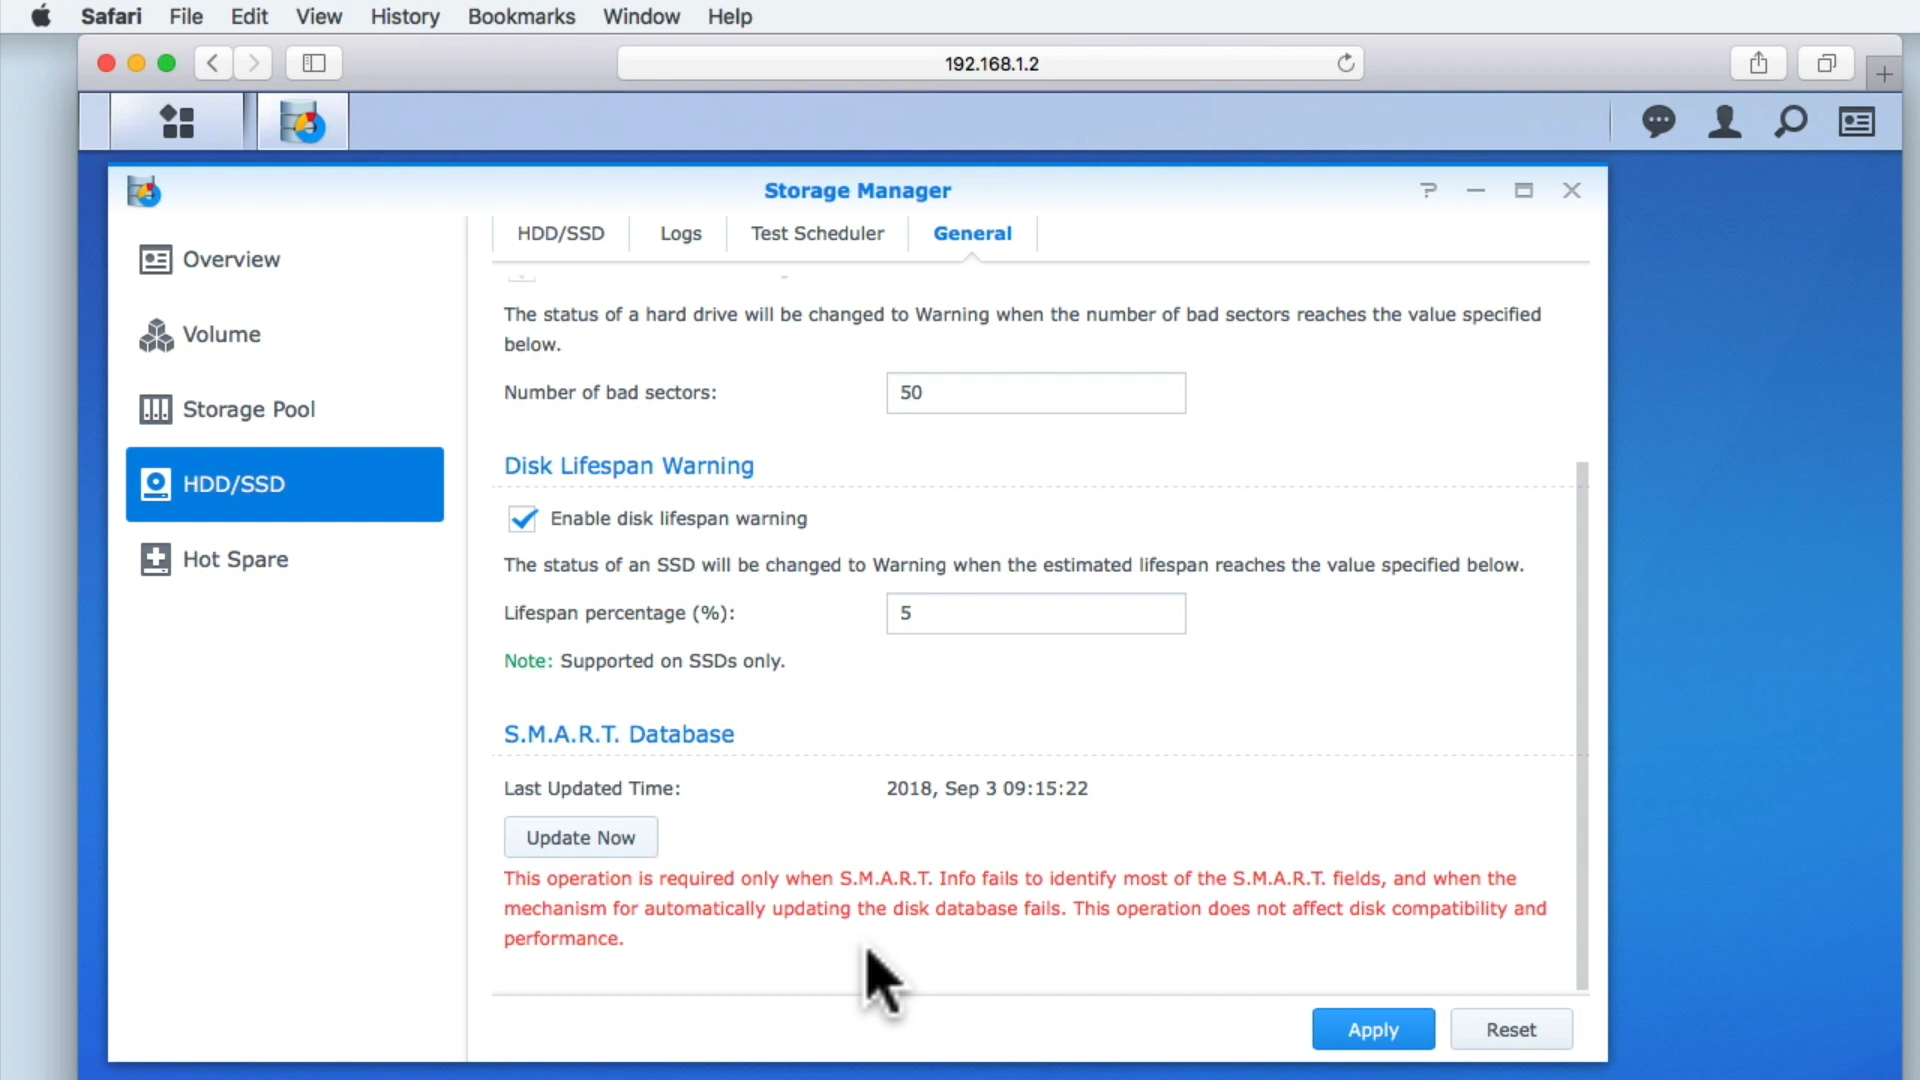 Safari File Edit View History Bookmarks Window Help
192.168.1.2
Storage Manager
HDD/SSD Logs Test Scheduler General
Overview
Volume
Storage Pool
HDD/SSD
Hot Spare
The status of a hard drive will be changed to Warning when the number of bad sectors reaches the value specified
below.
Number of bad sectors: 50
Disk Lifespan Warning
Enable disk lifespan warning
The status of an SSD will be changed to Warning when the estimated lifespan reaches the value specified below.
Lifespan percentage (%): 5
Note: Supported on SSDs only.
S.M.A.R.T. Database
Last Updated Time: 2018, Sep 3 09:15:22
Update Now
This operation is required only when S.M.A.R.T. Info fails to identify most of the S.M.A.R.T. fields, and when the
mechanism for automatically updating the disk database fails. This operation does not affect disk compatibility and
performance.
Apply Reset